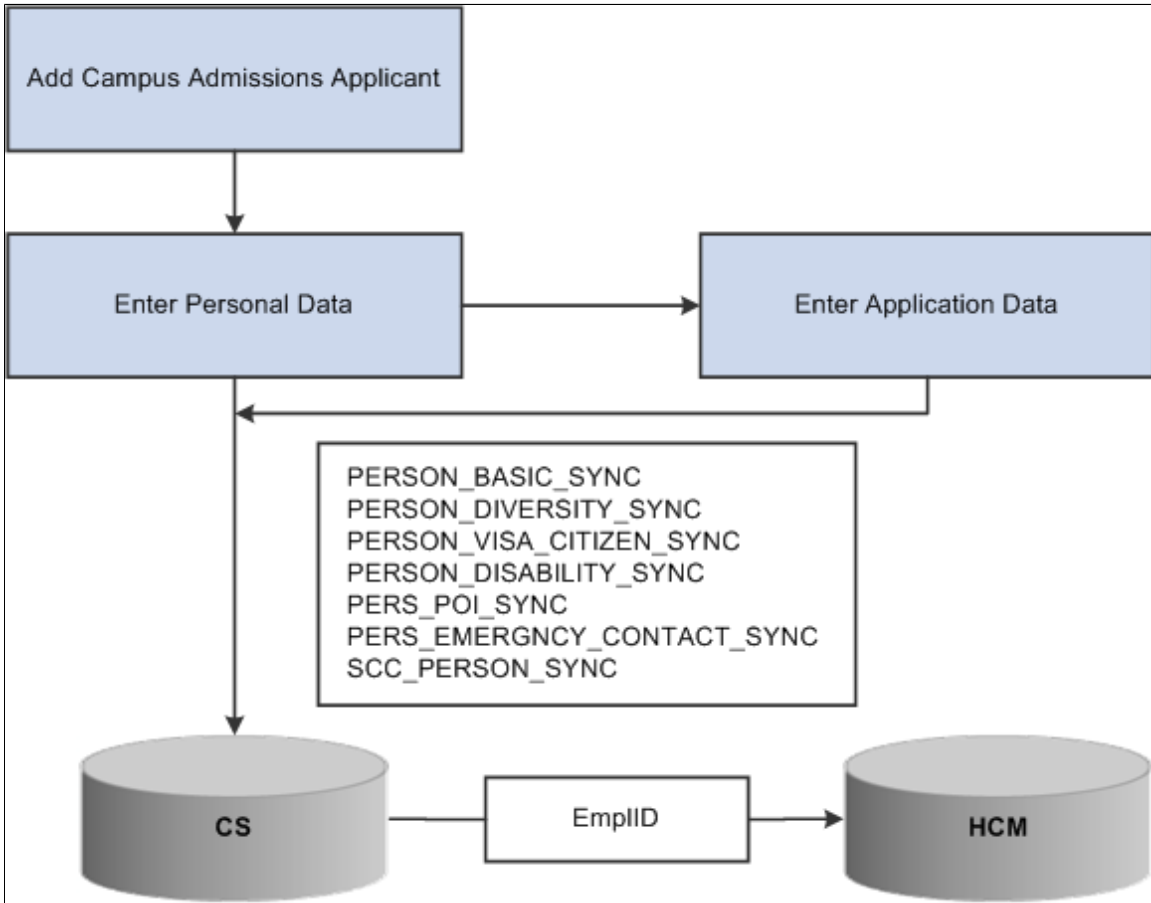 Add Campus Admissions Applicant
Enter Personal Data
Enter Application Data
PERSON_BASIC_SYNC
PERSON_DIVERSITY_SYNC
PERSON_VISA_CITIZEN_SYNC
PERSON_DISABILITY_SYNC
PERS_POI_SYNC
PERS_EMERGNCY_CONTACT_SYNC
SCC_PERSON_SYNC
CS
EmplID
HCM